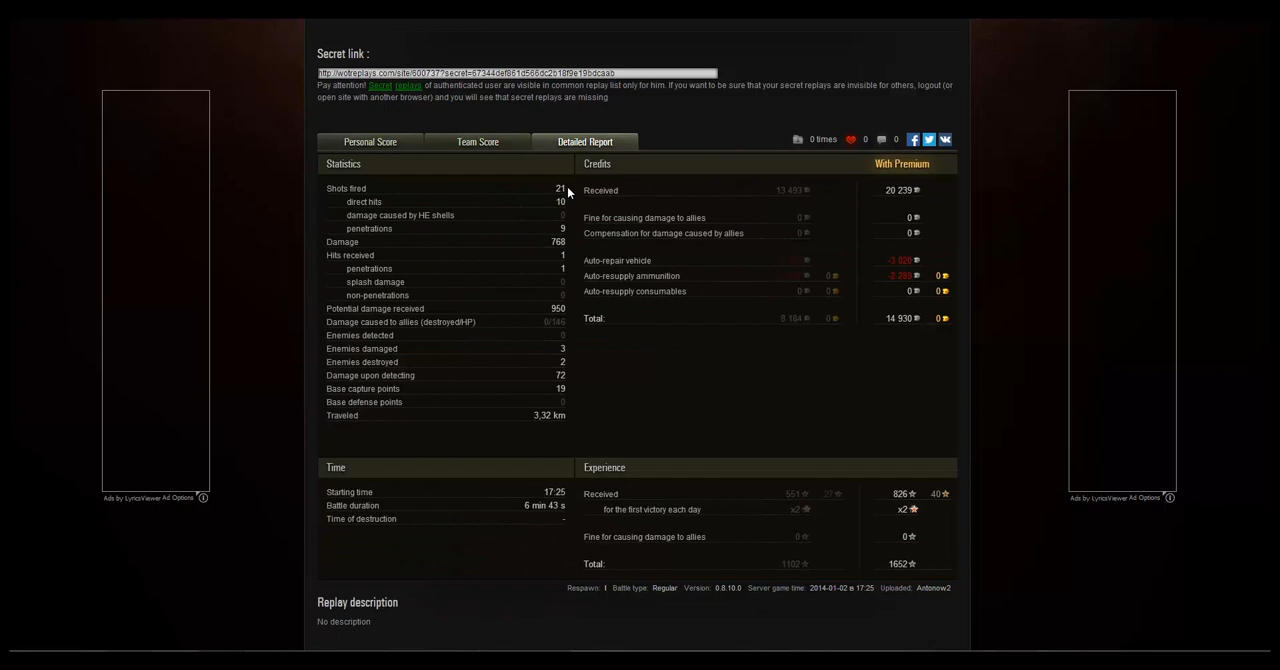 Secret link :
http://wotreplays.com/site/600737?secret=67344def861d566dc2b18f9e19bdcaab
Pay attention! Secret replays of authenticated user are visible in common replay list only for him. If you want to be sure that your secret replays are invisible for others, logout (or
open site with another browser) and you will see that secret replays are missing
Personal Score Team Score Detailed Report 0 times 0 0
Statistics Credits With Premium
Shots fired 21 Received 13 493 20 239
direct hits 10
damage caused by HE shells 0 Fine for causing damage to allies 0 0
penetrations 9 Compensation for damage caused by allies 0 0
Damage 768
Hits received 1 Auto-repair vehicle -3 020
penetrations 1 Auto-resupply ammunition 0 -2 289 0
splash damage 0 Auto-resupply consumables 0 0 0 0
non-penetrations 0
Potential damage received 950 Total: 8 184 0 14 930 0
Damage caused to allies (destroyed/HP) 0/146
Enemies detected 0
Enemies damaged 3
Enemies destroyed 2
Damage upon detecting 72
Base capture points 19
Base defense points 0
Traveled 3,32 km
Time Experience
Starting time 17:25 Received 551 27 826 40
Battle duration 6 min 43 s for the first victory each day x2 x2
Time of destruction - Fine for causing damage to allies 0 0
Total: 1102 1652
Respawn: I Battle type: Regular Version: 0.8.10.0 Server game time: 2014-01-02 в 17:25 Uploaded: Antonow2
Replay description
No description
Ads by LyricsViewer Ad Options
Ads by LyricsViewer Ad Options